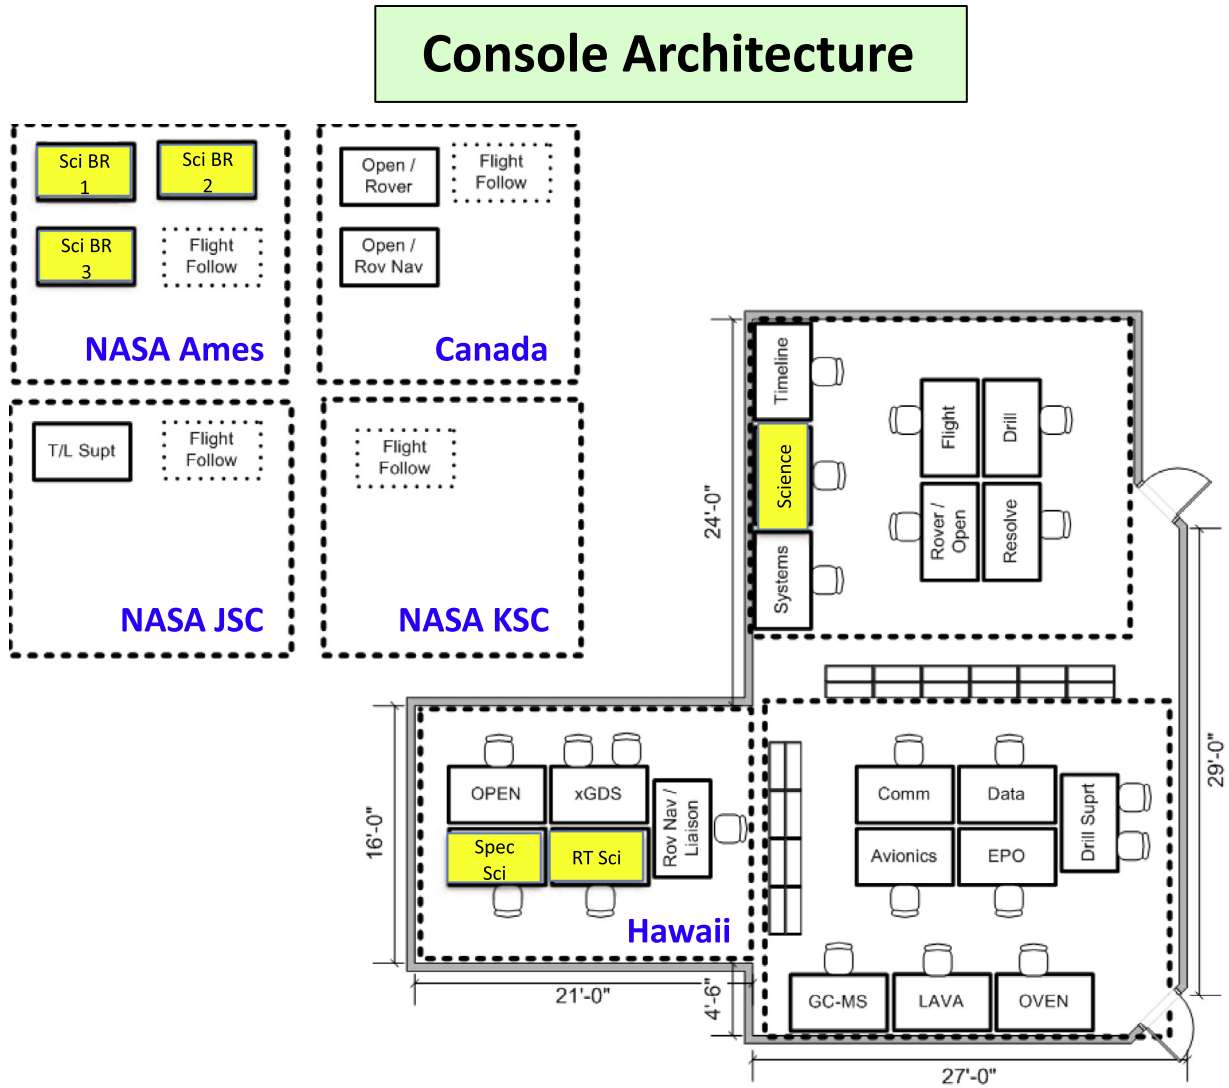 Console Architecture
Sci BR
1
Sci BR
2
Sci BR
3
Flight
Follow
NASA Ames
Open /
Rover
Flight
Follow
Open /
Rov Nav
Canada
T/L Supt
Flight
Follow
NASA JSC
Flight
Follow
NASA KSC
24'-0"
Timeline
Science
Systems
Flight
Drill
Rover /
Open
Resolve
29'-0"
16'-0"
OPEN
xGDS
Rov Nav /
Liaison
Spec
Sci
RT Sci
Hawaii
21'-0"
4'-6"
Comm
Data
Drill Suprt
Avionics
EPO
GC-MS
LAVA
OVEN
27'-0"